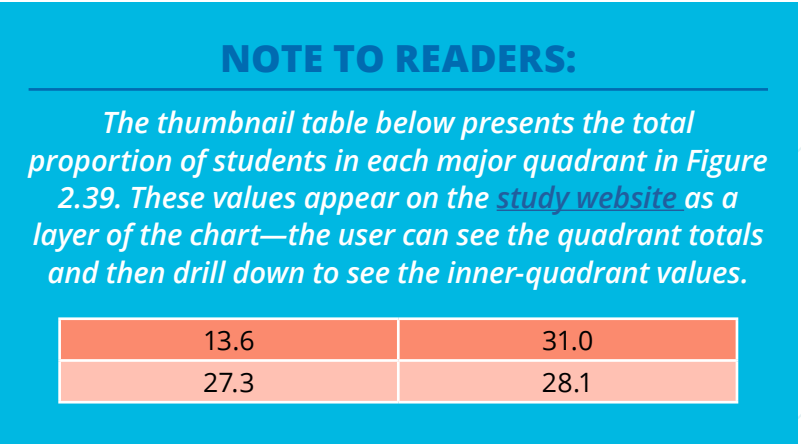 NOTE TO READERS:
The thumbnail table below presents the total
proportion of students in each major quadrant in Figure
2.39. These values appear on the study website as a
layer of the chart—the user can see the quadrant totals
and then drill down to see the inner-quadrant values.
13.6 31.0
27.3 28.1